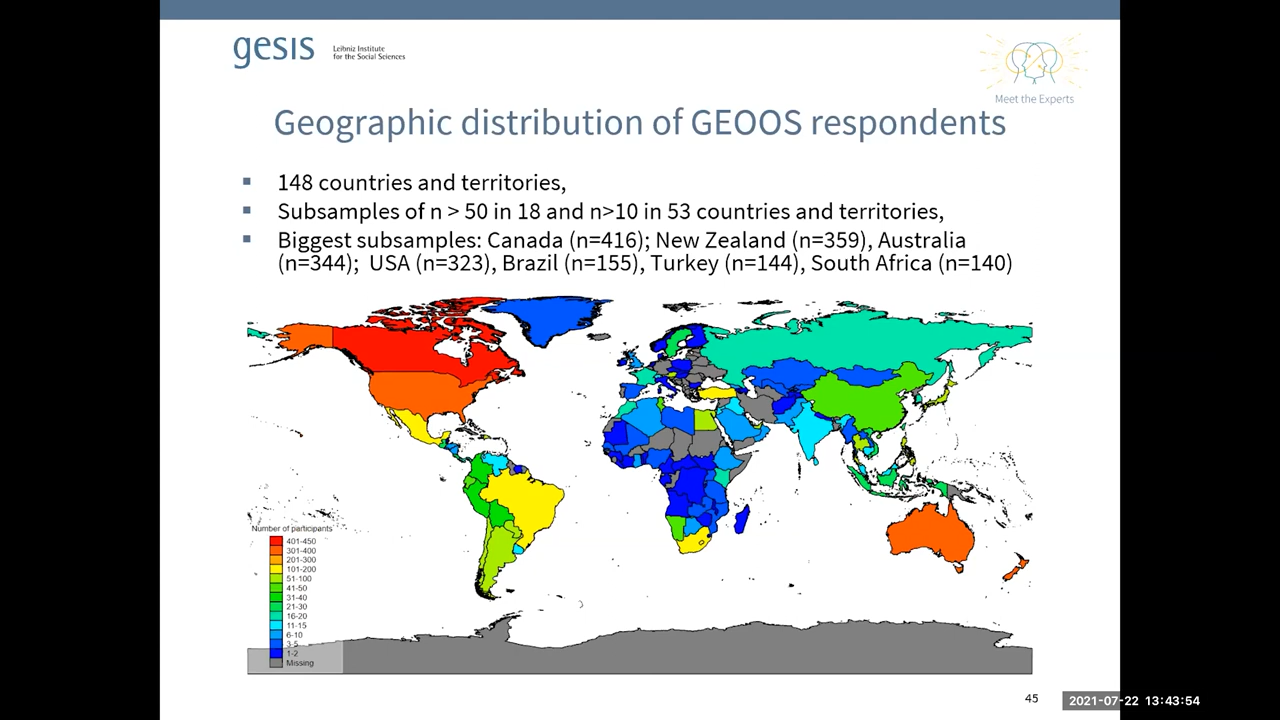 gesis
Leibniz Institute
for the Social Sciences
Meet the Experts
Geographic distribution of GEOOS respondents
148 countries and territories,
Subsamples of n > 50 in 18 and n>10 in 53 countries and territories,
Biggest subsamples: Canada (n=416); New Zealand (n=359), Australia
(n=344); USA (n=323), Brazil (n=155), Turkey (n=144), South Africa (n=140)
Number of participants
401-450
301-400
201-300
101-200
51-100
41-50
31-40
21-30
16-20
11-15
6-10
3-5
1-2
Missing
45
2021-07-22 13:43:54